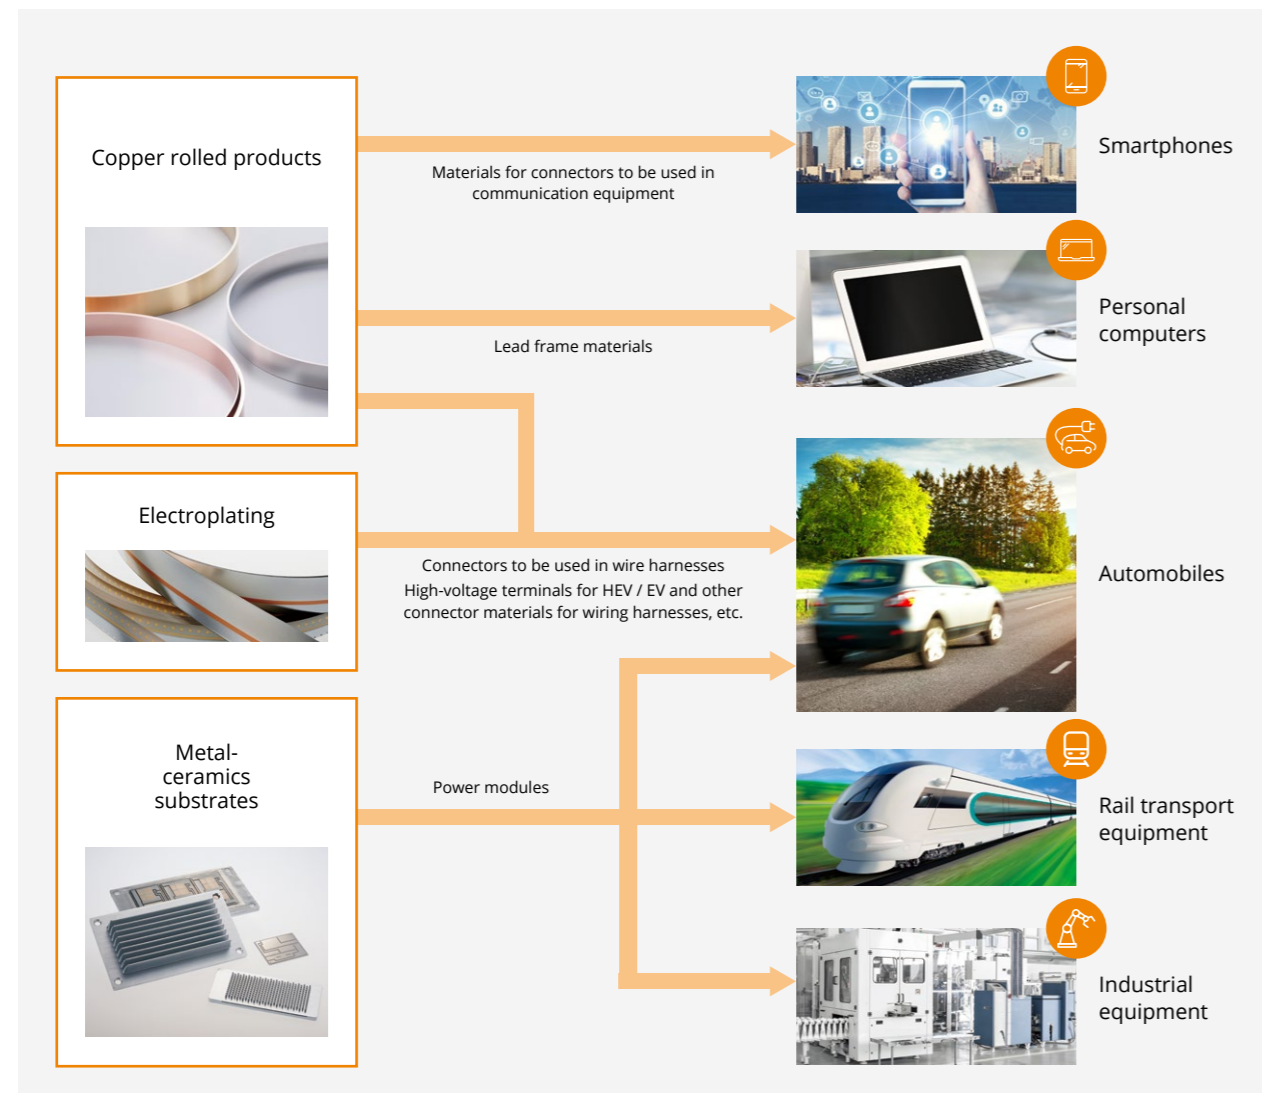 Copper rolled products
Materials for connectors to be used in
communication equipment
Smartphones
Lead frame materials
Personal
computers
Electroplating
Connectors to be used in wire harnesses
High-voltage terminals for HEV / EV and other
connector materials for wiring harnesses, etc.
Automobiles
Metal-
ceramics
substrates
Power modules
Rail transport
equipment
Industrial
equipment